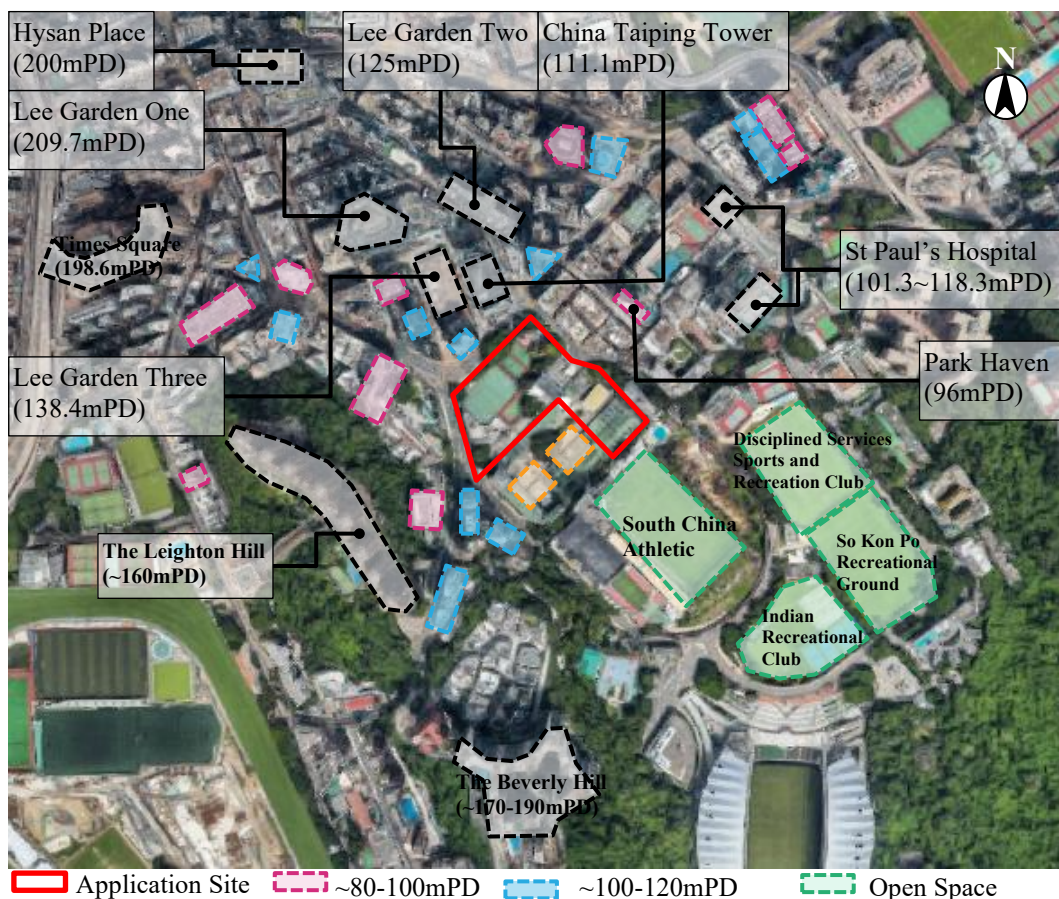 Hysan Place
(200mPD)
Lee Garden Two
(125mPD)
China Taiping Tower
(111.1mPD)
N
Lee Garden One
(209.7mPD)
Times Square
(198.6mPD)
St Paul's Hospital
(101.3~118.3mPD)
Lee Garden Three
(138.4mPD)
Park Haven
(96mPD)
Disciplined Services
Sports and
Recreation Club
South China
Athletic
So Kon Po
Recreational
Ground
The Leighton Hill
(~160mPD)
Indian
Recreational
Club
The Beverly Hill
(~170-190mPD)
Application Site
~80-100mPD
~100-120mPD
Open Space